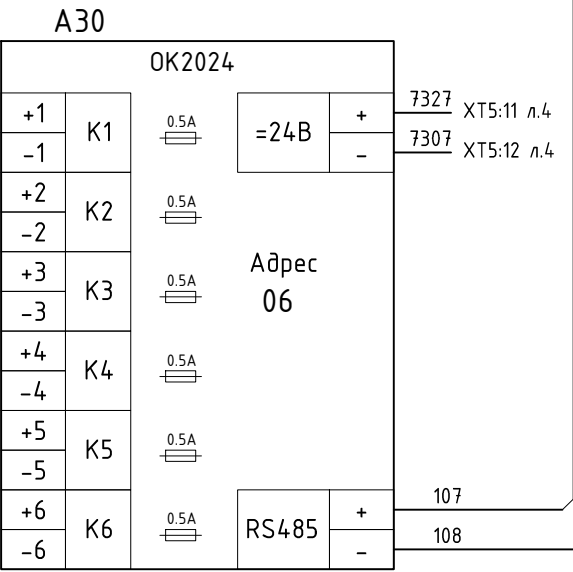 А30
ОК2024
+1
К1
0.5А
=24В
+
7327
ХТ5:11 л.4
−1
−
7307
ХТ5:12 л.4
+2
К2
0.5А
−2
+3
К3
0.5А
Адрес
−3
06
+4
К4
0.5А
−4
+5
К5
0.5А
−5
+6
К6
0.5А
RS485
+
107
−6
−
108